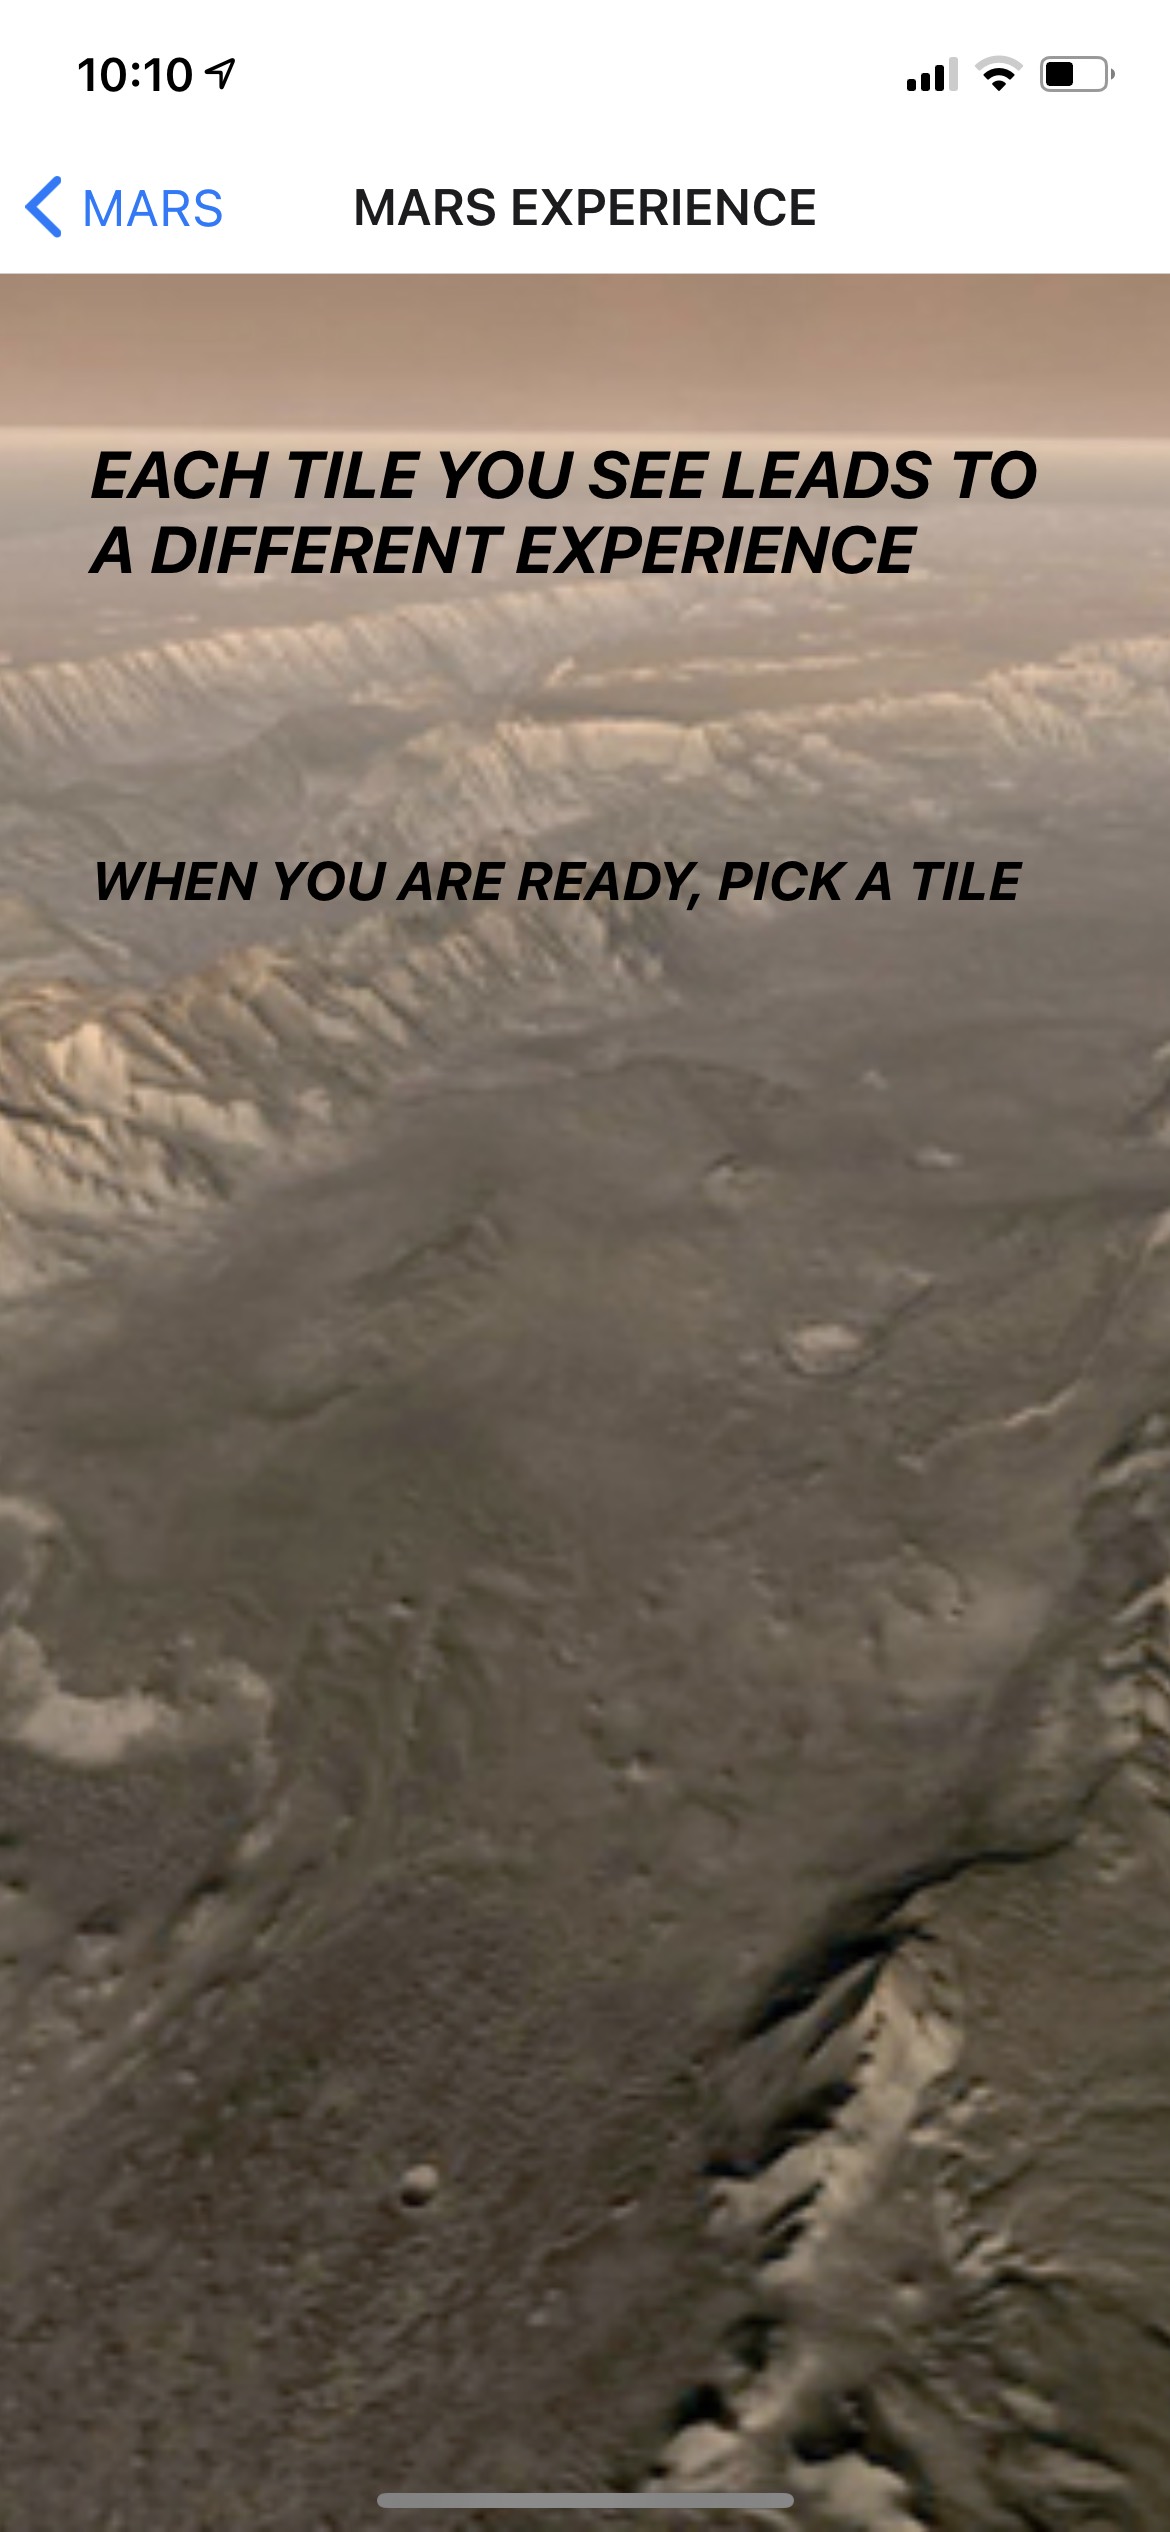 10:10
MARS
MARS EXPERIENCE
EACH TILE YOU SEE LEADS TO
A DIFFERENT EXPERIENCE
WHEN YOU ARE READY, PICK A TILE